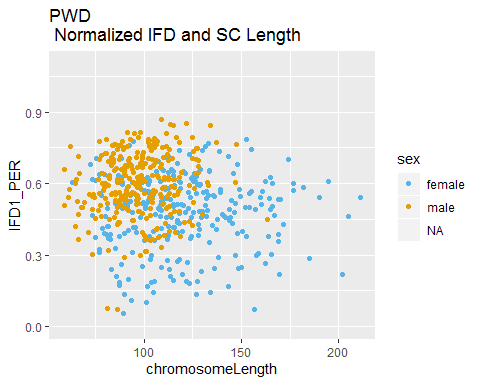 PWD
Normalized IFD and SC Length
IFD1_PER
0.9
0.6
0.3
0.0
100
150
200
chromosomeLength
sex
female
male
NA